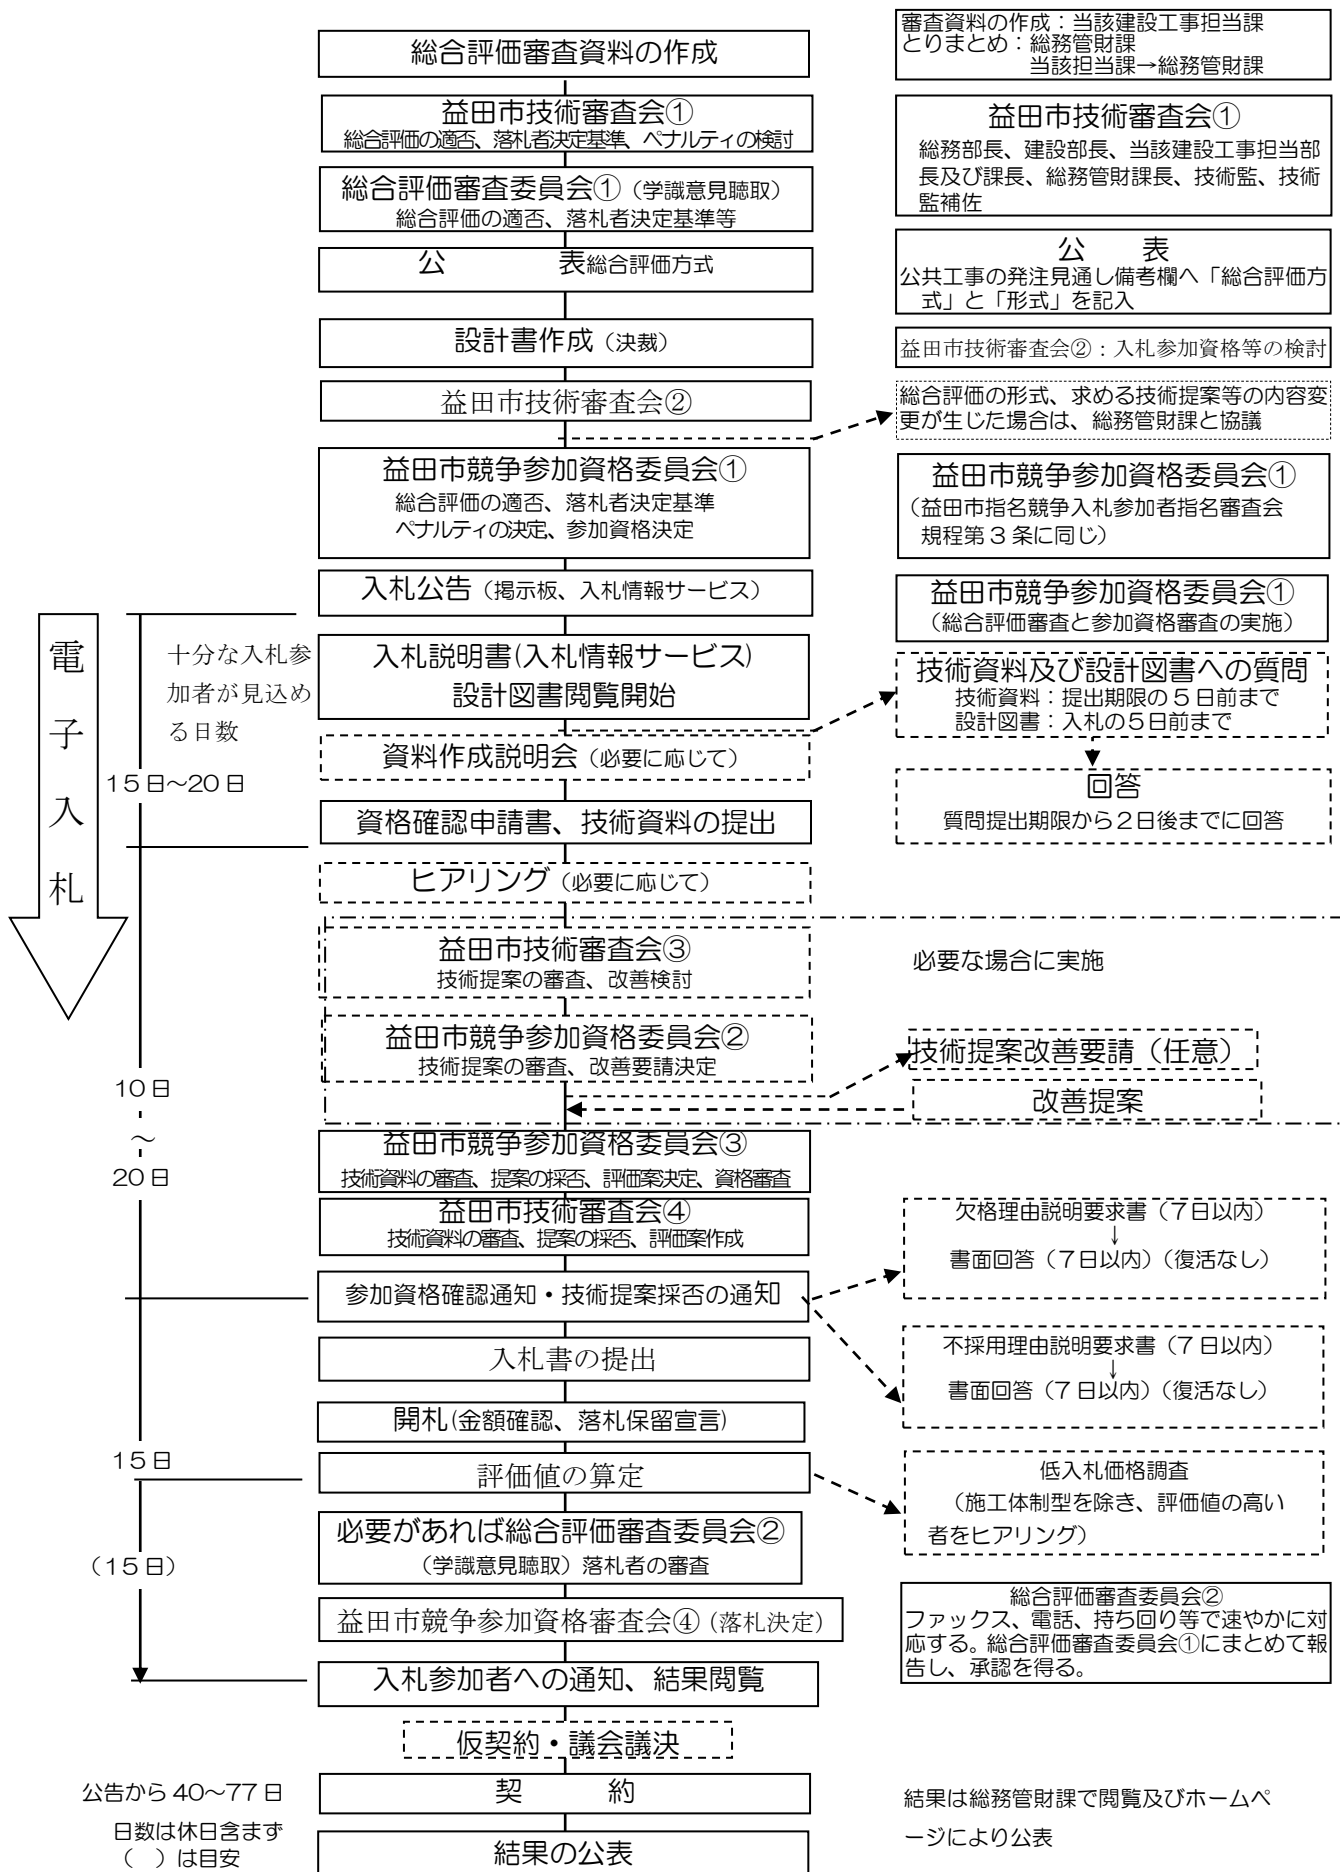 総合評価審査資料の作成
審査資料の作成：当該建設工事担当課
とりまとめ：総務管財課
当該担当課→総務管財課
益田市技術審査会①
総合評価の適否、落札者決定基準、ペナルティの検討
益田市技術審査会①
総務部長、建設部長、当該建設工事担当部
長及び課長、総務管財課長、技術監、技術
監補佐
総合評価審査委員会①（学識意見聴取）
総合評価の適否、落札者決定基準等
公　　　表総合評価方式
公　表
公共工事の発注見通し備考欄へ「総合評価方
式」と「形式」を記入
設計書作成（決裁）
益田市技術審査会②：入札参加資格等の検討
益田市技術審査会②
総合評価の形式、求める技術提案等の内容変
更が生じた場合は、総務管財課と協議
益田市競争参加資格委員会①
総合評価の適否、落札者決定基準
ペナルティの決定、参加資格決定
益田市競争参加資格委員会①
（益田市指名競争入札参加者指名審査会
規程第３条に同じ）
入札公告（掲示板、入札情報サービス）
益田市競争参加資格委員会①
（総合評価審査と参加資格審査の実施）
電子入札
十分な入札参
加者が見込め
る日数
15日～20日
入札説明書(入札情報サービス)
設計図書閲覧開始
技術資料及び設計図書への質問
技術資料：提出期限の５日前まで
設計図書：入札の５日前まで
資料作成説明会（必要に応じて）
回答
質問提出期限から２日後までに回答
資格確認申請書、技術資料の提出
ヒアリング（必要に応じて）
益田市技術審査会③
技術提案の審査、改善検討
必要な場合に実施
益田市競争参加資格委員会②
技術提案の審査、改善要請決定
技術提案改善要請（任意）
改善提案
10日
～
20日
益田市競争参加資格委員会③
技術資料の審査、提案の採否、評価案決定、資格審査
益田市技術審査会④
技術資料の審査、提案の採否、評価案作成
欠格理由説明要求書（７日以内）
↓
書面回答（７日以内）（復活なし）
参加資格確認通知・技術提案採否の通知
入札書の提出
不採用理由説明要求書（７日以内）
↓
書面回答（７日以内）（復活なし）
開札(金額確認、落札保留宣言)
15日
評価値の算定
低入札価格調査
（施工体制型を除き、評価値の高い
者をヒアリング）
必要があれば総合評価審査委員会②
（学識意見聴取）落札者の審査
（15日）
益田市競争参加資格審査会④（落札決定）
総合評価審査委員会②
ファックス、電話、持ち回り等で速やかに対
応する。総合評価審査委員会①にまとめて報
告し、承認を得る。
入札参加者への通知、結果閲覧
仮契約・議会議決
公告から 40～77日
契　　約
日数は休日含まず
（　）は目安
結果の公表
結果は総務管財課で閲覧及びホームペ
ージにより公表